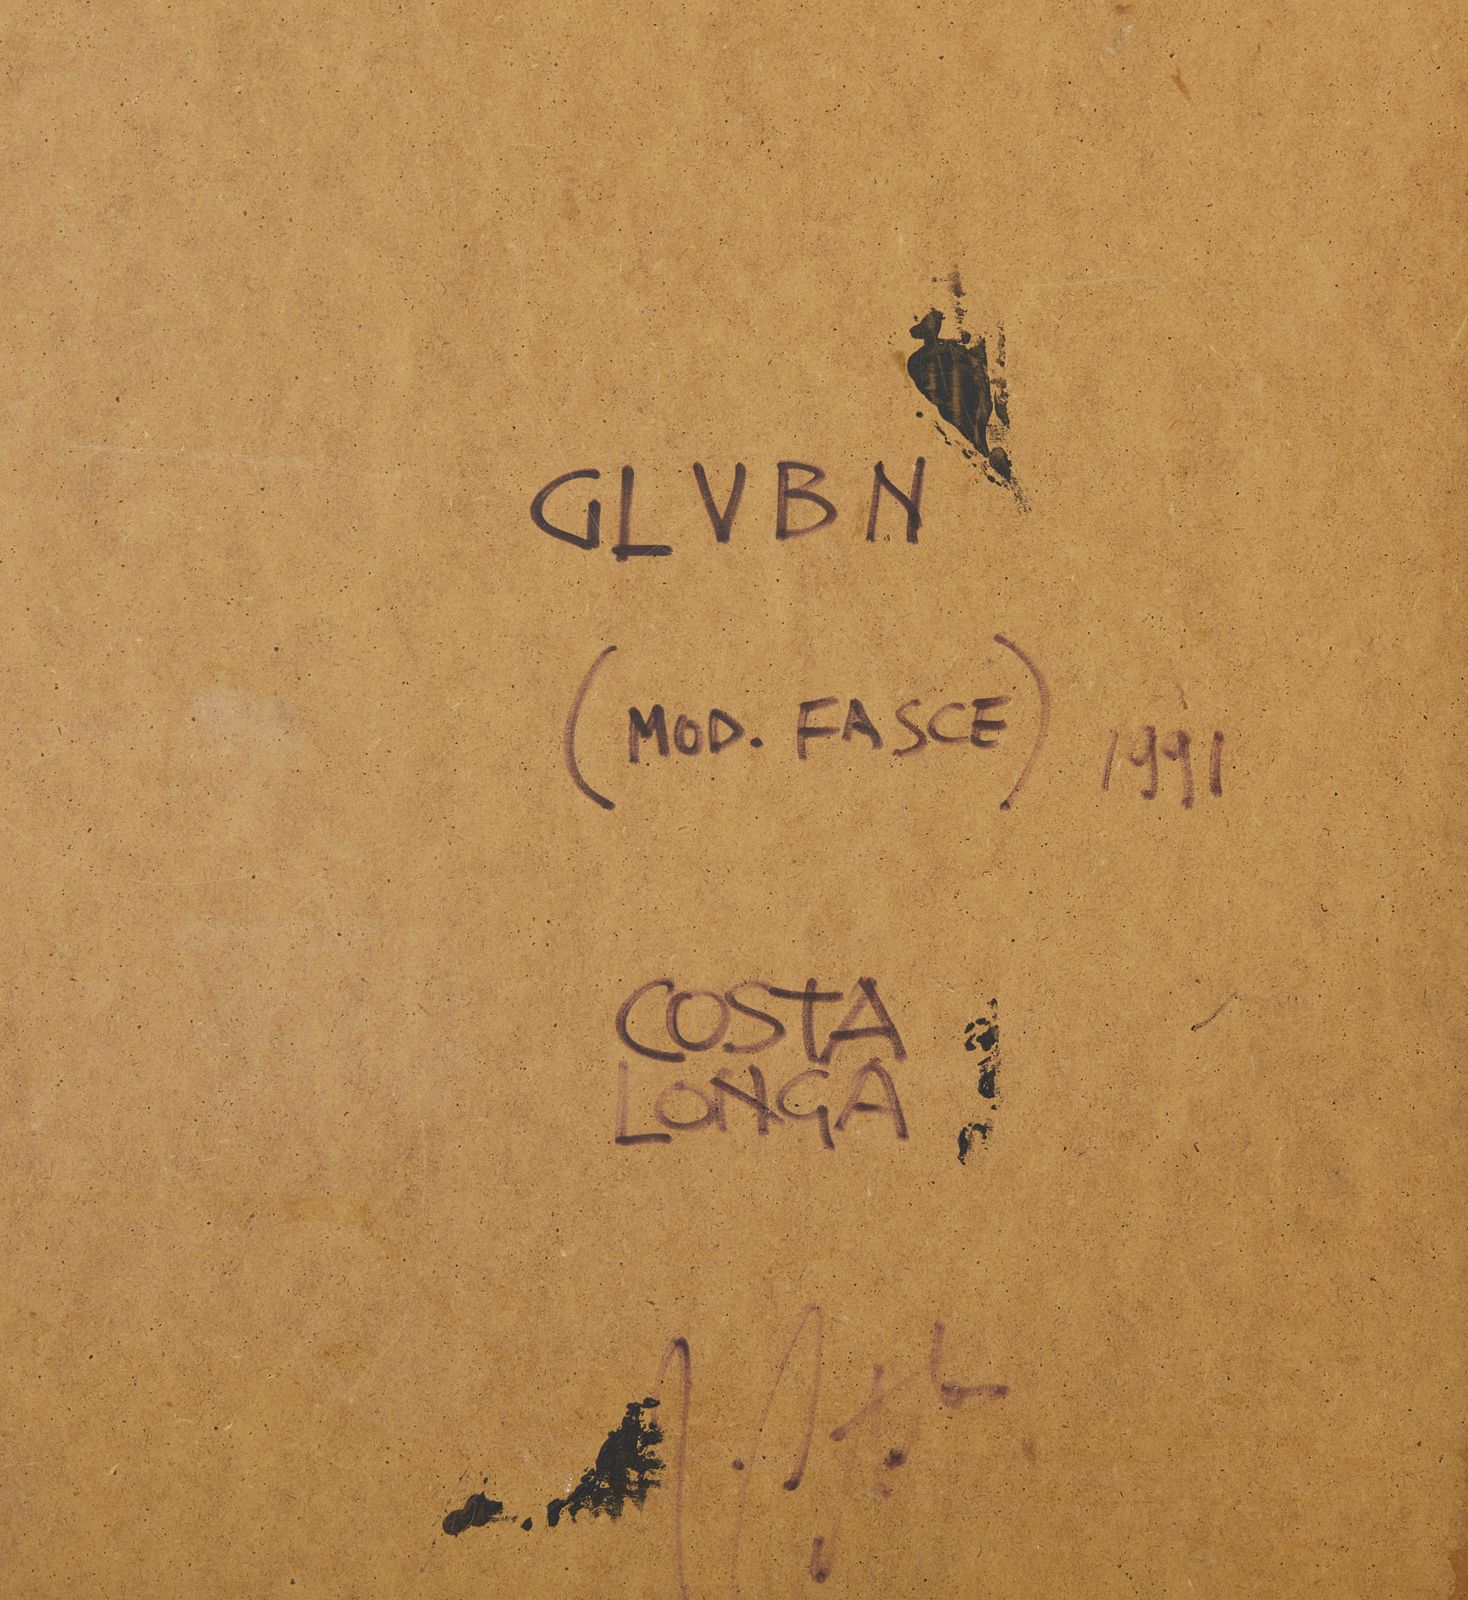 GLVBN
(MOD. FASCE) 1991
COSTA
LONGA